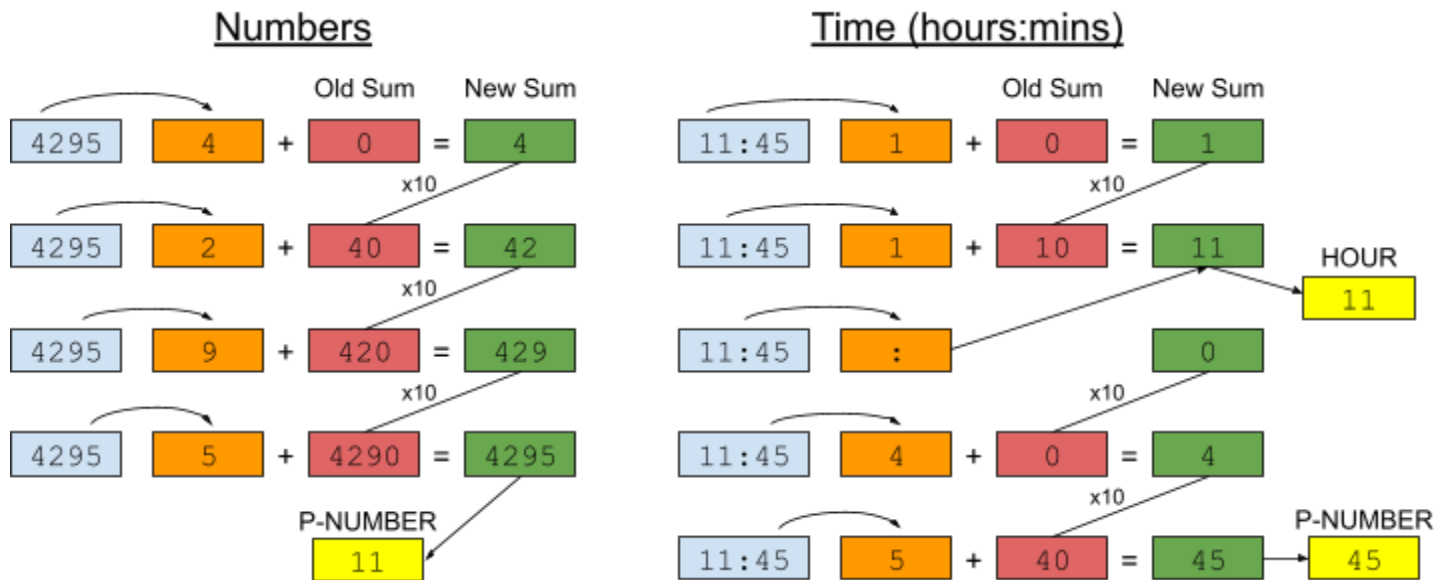 Numbers
Old Sum New Sum
4295 4 + 0 = 4
x10
4295 2 + 40 = 42
x10
4295 9 + 420 = 429
x10
4295 5 + 4290 = 4295
P-NUMBER
11
Time (hours:mins)
Old Sum New Sum
11:45 1 + 0 = 1
x10
11:45 1 + 10 = 11
HOUR
11
11:45 : 0
x10
11:45 4 + 0 = 4
x10
P-NUMBER
11:45 5 + 40 = 45 45